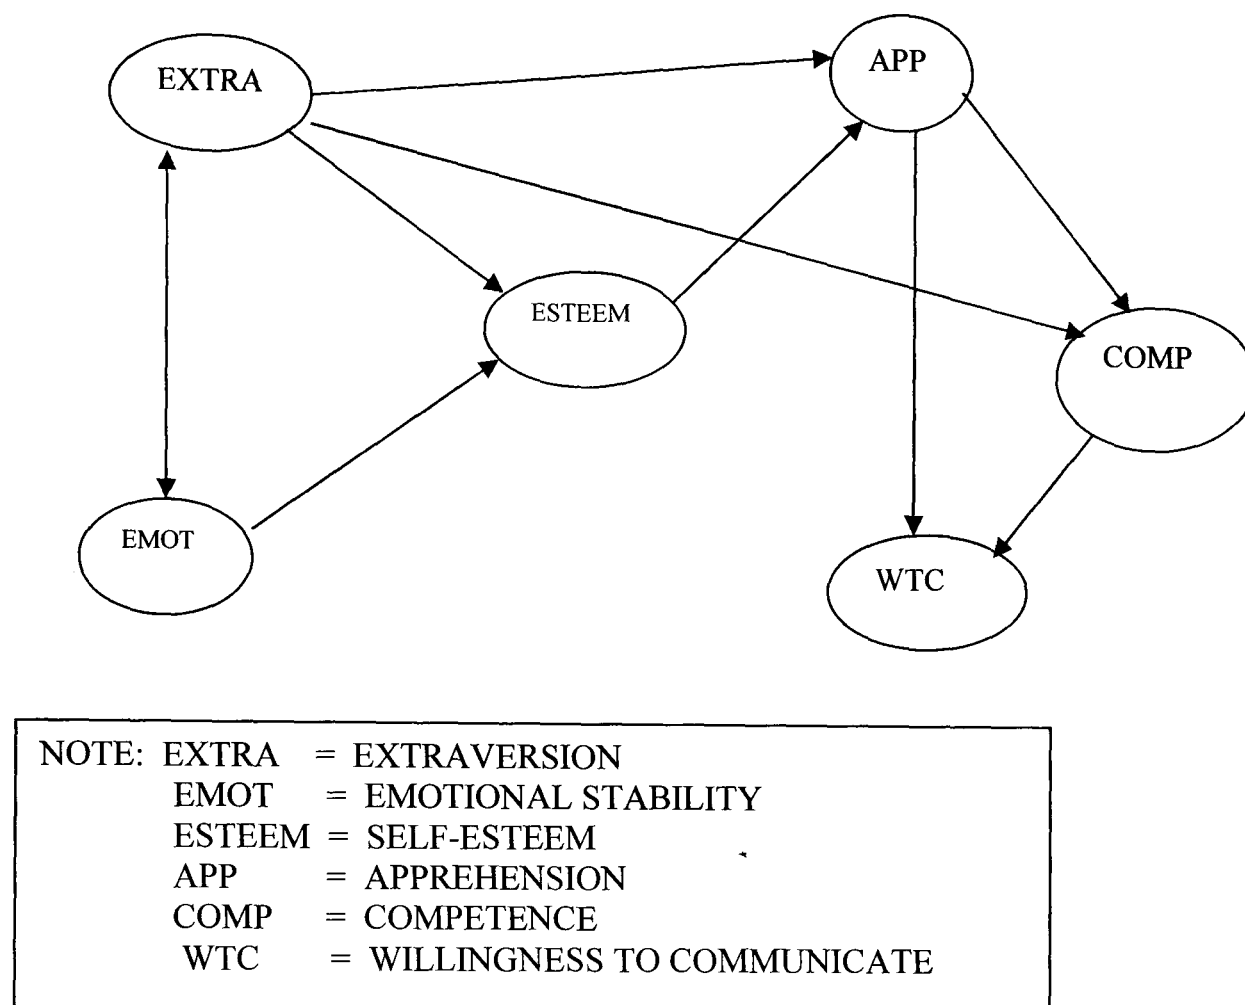 EXTRA
APP
ESTEEM
COMP
EMOT
WTC
NOTE: EXTRA = EXTRAVERSION
EMOT = EMOTIONAL STABILITY
ESTEEM = SELF-ESTEEM
APP = APPREHENSION
COMP = COMPETENCE
WTC = WILLINGNESS TO COMMUNICATE